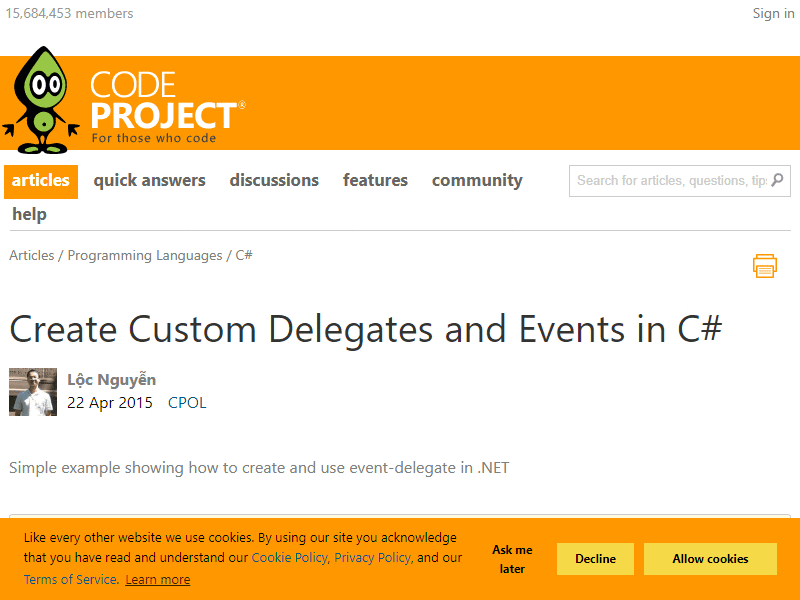 15,684,453 members
Sign in
CODE
PROJECT®
For those who code
articles
quick answers
discussions
features
community
Search for articles, questions, tips
help
Articles / Programming Languages / C#
Create Custom Delegates and Events in C#
Lộc Nguyễn
22 Apr 2015 CPOL
Simple example showing how to create and use event-delegate in .NET
Like every other website we use cookies. By using our site you acknowledge
that you have read and understand our Cookie Policy, Privacy Policy, and our
Terms of Service. Learn more
Ask me
later
Decline
Allow cookies